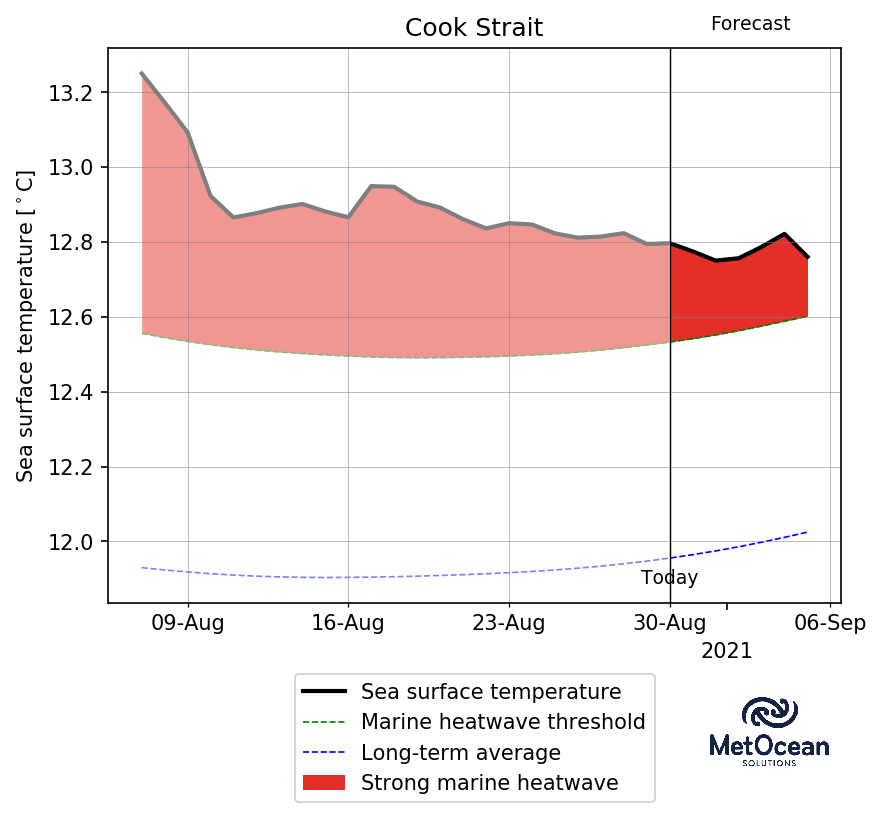 Cook Strait
Forecast
Sea surface temperature [°C]
13.2
13.0
12.8
12.6
12.4
12.2
12.0
Today
09-Aug
16-Aug
23-Aug
30-Aug
06-Sep
2021
Sea surface temperature
Marine heatwave threshold
Long-term average
Strong marine heatwave
MetOcean
SOLUTIONS